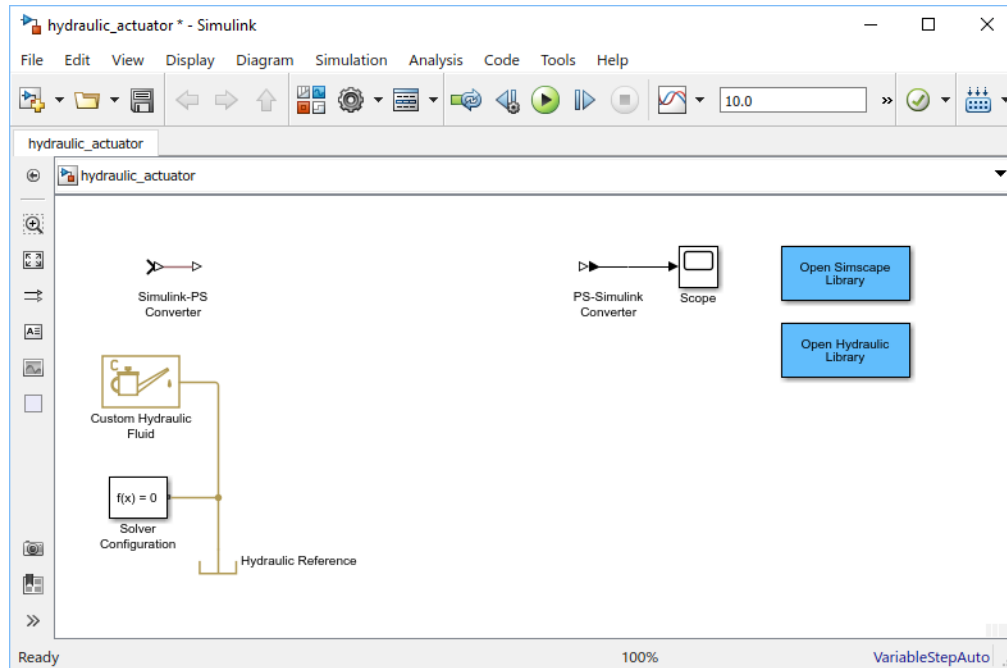 hydraulic_actuator * - Simulink
File Edit View Display Diagram Simulation Analysis Code Tools Help
10.0 »
hydraulic_actuator
hydraulic_actuator
Simulink-PS
Converter
PS-Simulink
Converter
Scope
Open Simscape
Library
Open Hydraulic
Library
C
Custom Hydraulic
Fluid
f(x) = 0
Solver
Configuration
Hydraulic Reference
Ready 100% VariableStepAuto